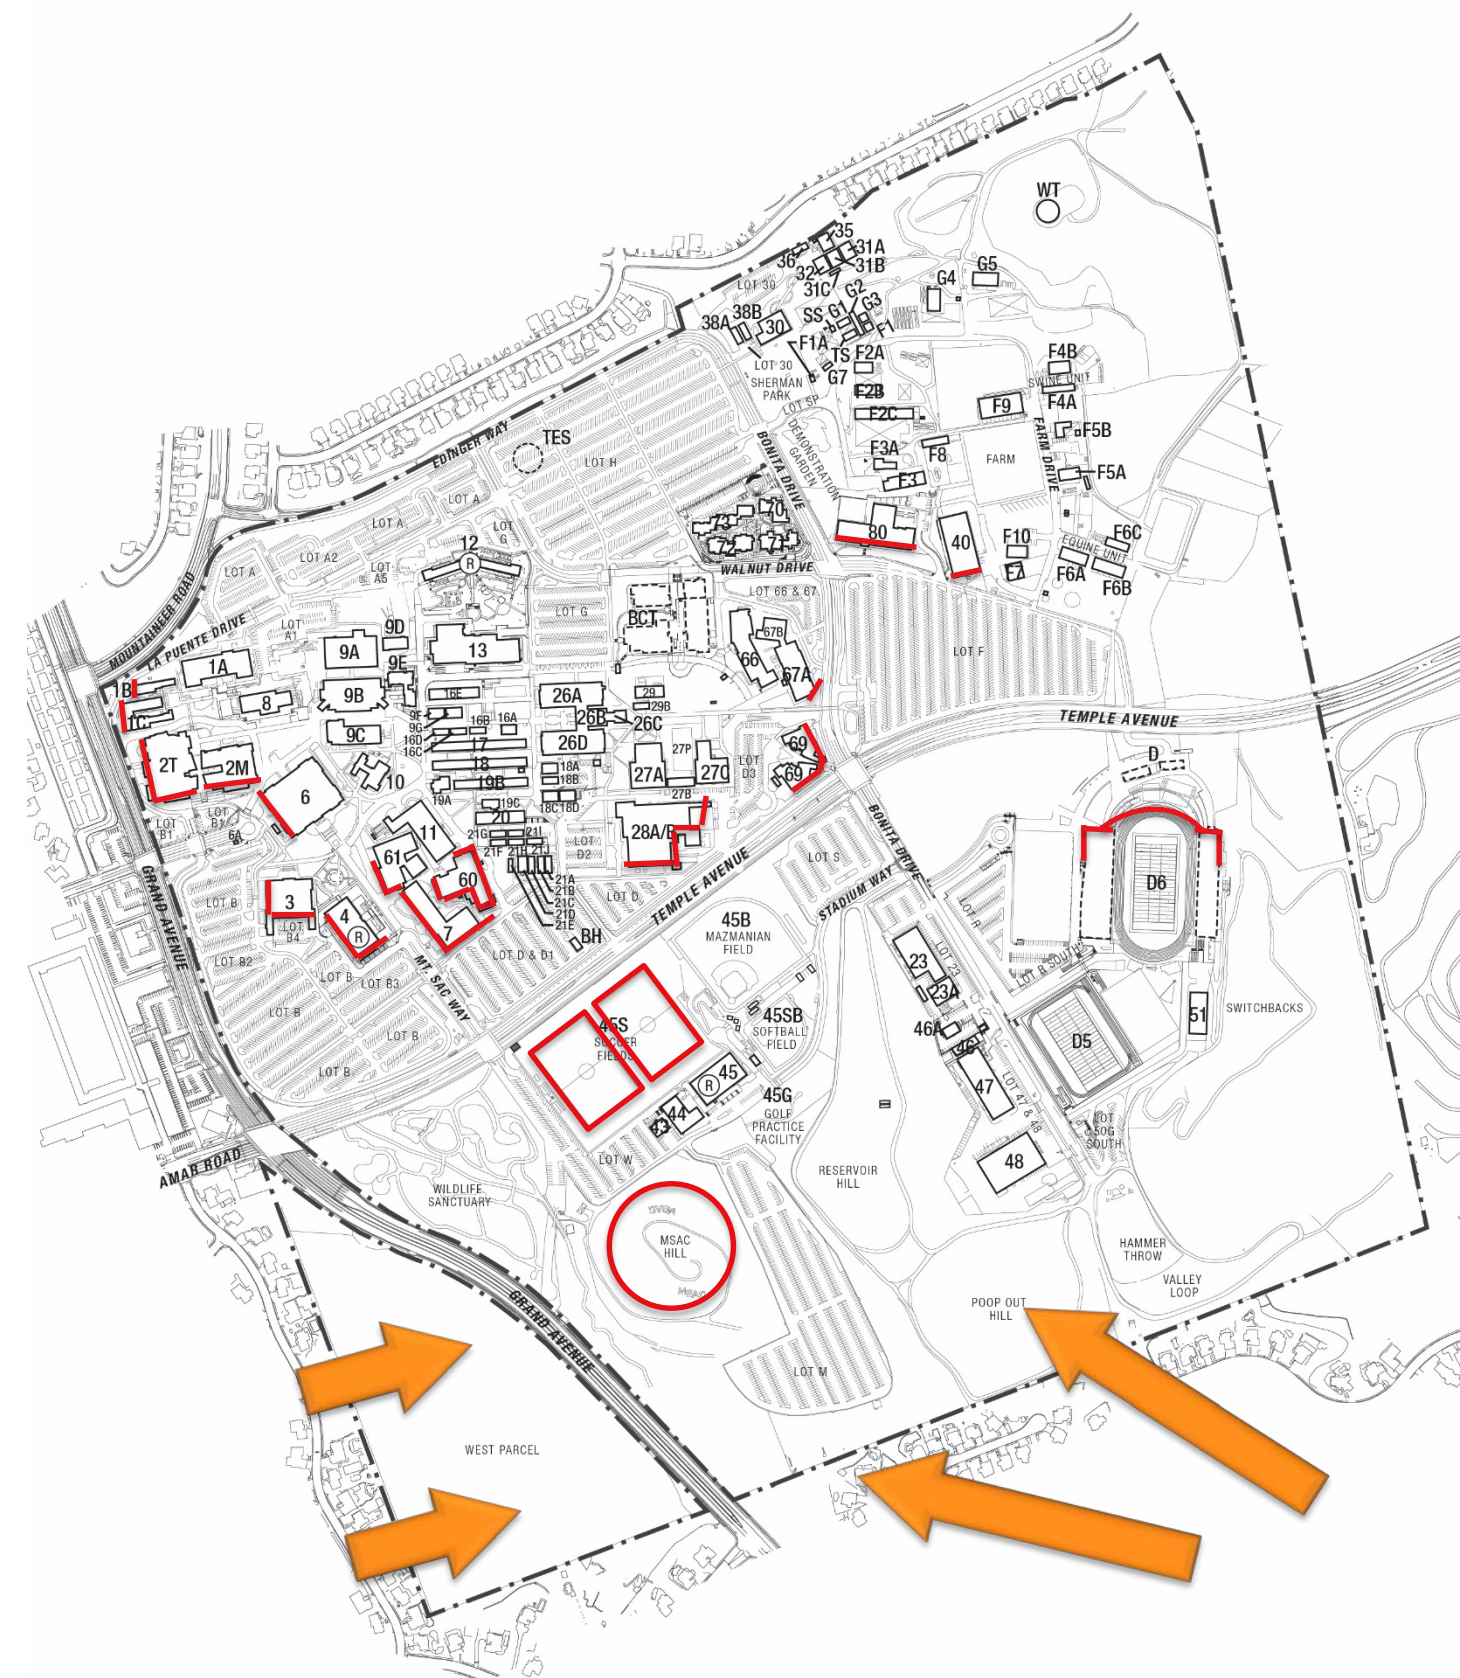 WT
35
36
31A
31B
32
31C
LOT 30
G5
G4
G2
G3
G1
SS
F1
38B
38A
30
F1A
TS
F2A
G7
LOT 30
SHERMAN
PARK
F4B
SWINE UNIT
F4A
F2B
F2C
LOT SP
F9
F5B
EDINGER WAY
TES
LOT H
BONITA DRIVE
DEMONSTRATION
GARDEN
F3A
F8
FARM
FARM DRIVE
F3
F5A
LOT A
LOT A
LOT G
LOT A2
LOT A
LOT A5
12
R
73
70
72
71
80
40
F10
F7
F6C
EQUINE UNIT
F6A
F6B
WALNUT DRIVE
LOT 66 & 67
MOUNTAINEER ROAD
LA PUENTE DRIVE
LOT A1
9D
9A
13
LOT G
BCT
67B
66
67A
LOT F
1A
1B
1C
8
9E
9B
16E
26A
29
29B
9F
9G
16D
16C
16B
16A
26B
26C
9C
17
26D
27P
TEMPLE AVENUE
2T
2M
10
18
18A
18B
27A
27C
LOT D3
69
69
D
6
19A
19B
19C
18C
18D
27B
LOT B1
LOT B1
6A
11
20
28A/B
21G
21I
21F
21H
21J
LOT D2
61
60
21A
21B
21C
21D
21E
LOT D
TEMPLE AVENUE
LOT S
BONITA DRIVE
STADIUM WAY
D6
LOT R
GRAND AVENUE
LOT B
3
LOT B4
4
R
7
BH
LOT D & D1
45B
MAZMANIAN
FIELD
LOT B2
LOT B
LOT B3
MT. SAC WAY
23
LOT 23
23A
LOT R SOUTH
51
SWITCHBACKS
LOT B
LOT B
LOT B
45S
SOCCER
FIELDS
45SB
SOFTBALL
FIELD
46A
46
D5
45
R
44
43
45G
GOLF
PRACTICE
FACILITY
47
LOT 47 & 48
LOT
50G
SOUTH
48
AMAR ROAD
LOT W
WILDLIFE
SANCTUARY
RESERVOIR
HILL
MSAC
MSAC
HILL
MSAC
HAMMER
THROW
VALLEY
LOOP
POOP OUT
HILL
GRAND AVENUE
LOT M
WEST PARCEL